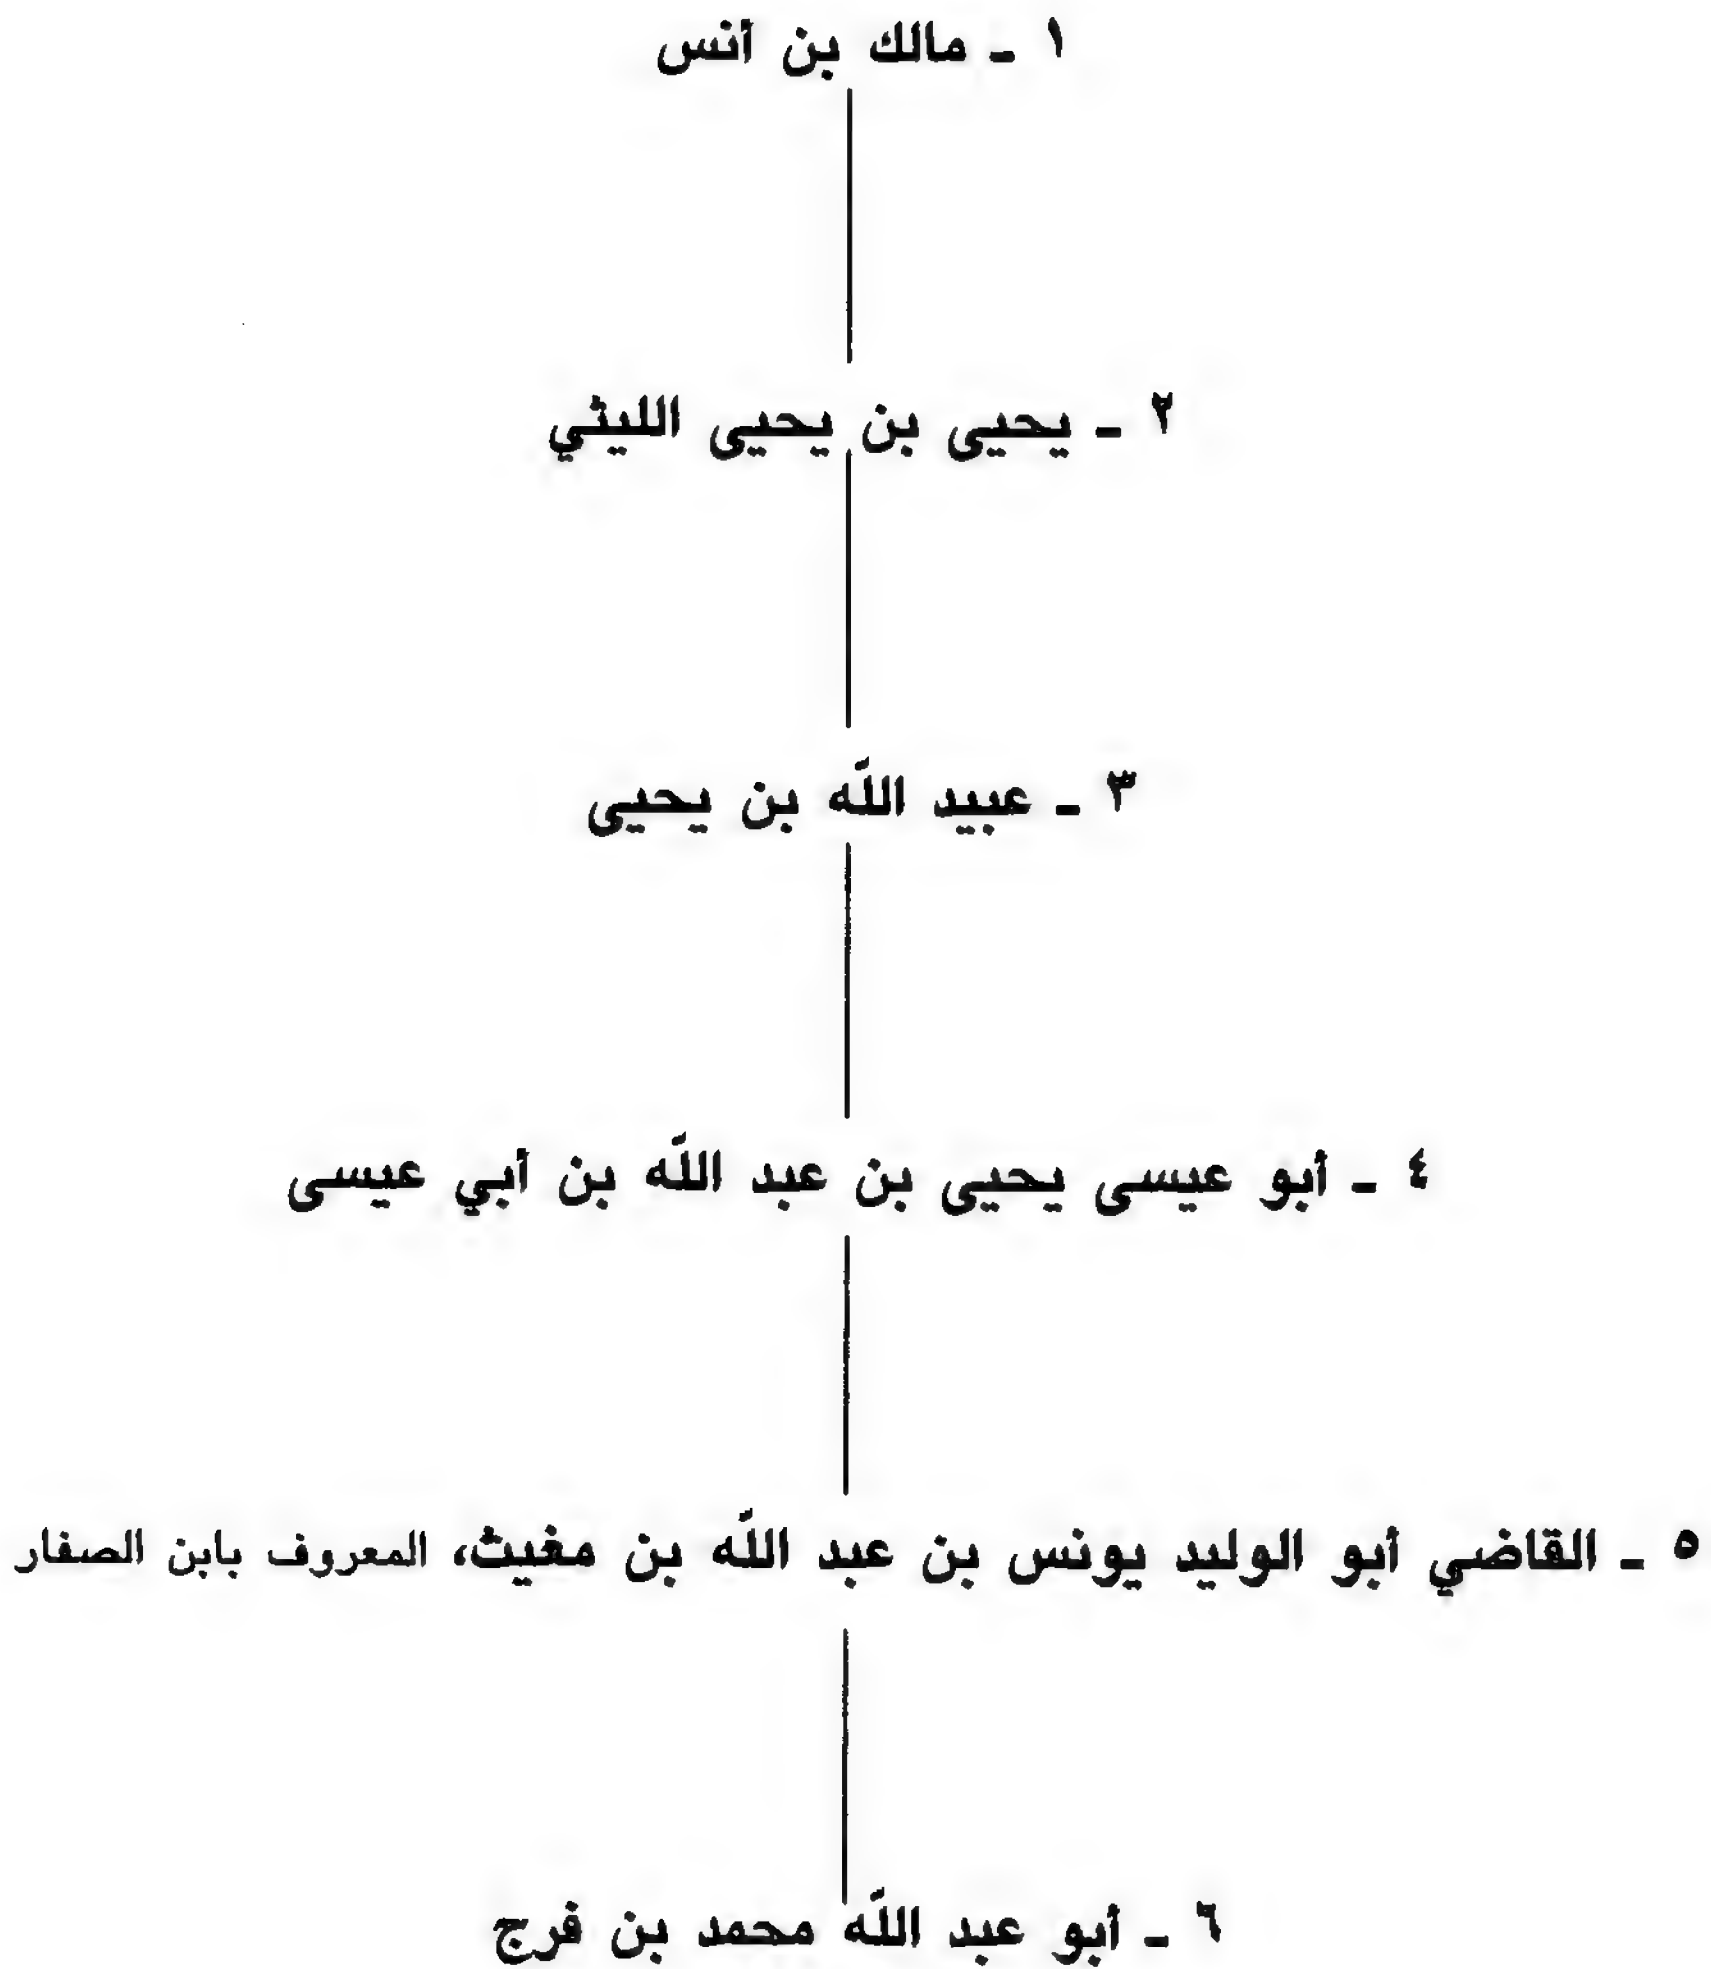 ١ ـ مالك بن أنس
٢ ـ يحيى بن يحيى الليثي
٣ ـ عبيد اللّه بن يحيى
٤ ـ أبو عيسى يحيى بن عبد اللّه بن أبي عيسى
٥ ـ القاضي أبو الوليد يونس بن عبد اللّه بن مغيث، المعروف بابن الصفار
٦ ـ أبو عبد اللّه محمد بن فرج